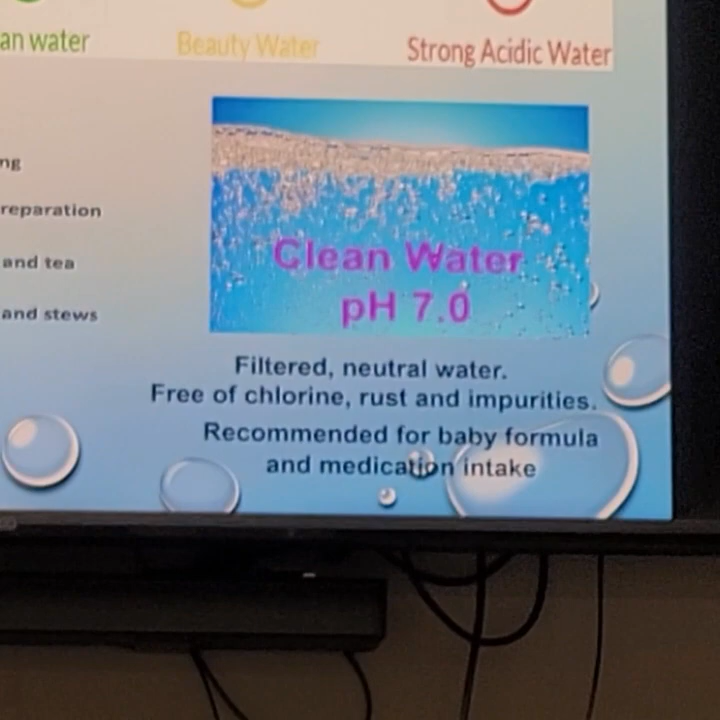 an water
Beauty Water
Strong Acidic Water
ng
reparation
and tea
and stews
Clean Water
pH 7.0
Filtered, neutral water.
Free of chlorine, rust and impurities.
Recommended for baby formula
and medication intake